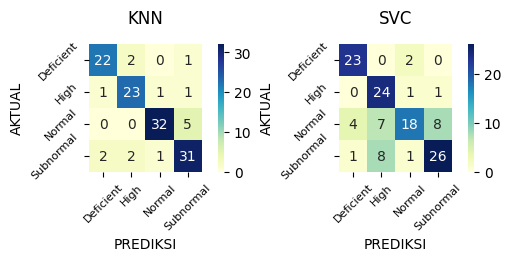 KNN
AKTUAL
Deficient
High
Normal
Subnormal
22 2 0 1
1 23 1 1
0 0 32 5
2 2 1 31
Deficient High Normal Subnormal
PREDIKSI
30
20
10
0
SVC
AKTUAL
Deficient
High
Normal
Subnormal
23 0 2 0
0 24 1 1
4 7 18 8
1 8 1 26
Deficient High Normal Subnormal
PREDIKSI
20
10
0